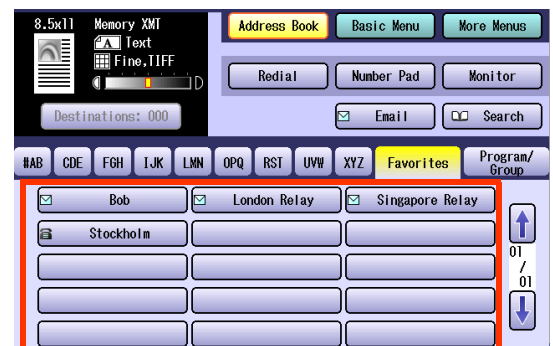 8.5x11 Memory XMT Address Book Basic Menu More Menus
A Text
Fine,TIFF
D Redial Number Pad Monitor
Destinations: 000 Email Search
#AB CDE FGH IJK LMN OPQ RST UVW XYZ Favorites Program/
Group
Bob London Relay Singapore Relay
Stockholm
01
/
01